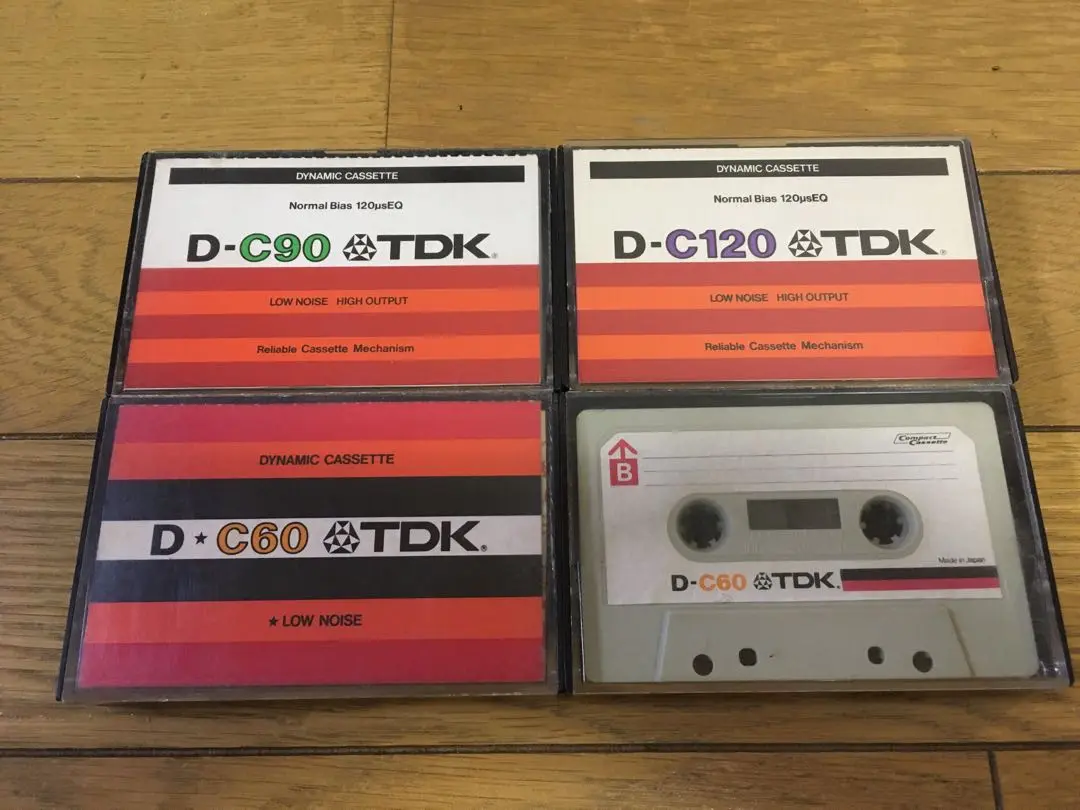 DYNAMIC CASSETTE
Normal Bias 120µsEQ
D-C90 TDK®
LOW NOISE HIGH OUTPUT
Reliable Cassette Mechanism
DYNAMIC CASSETTE
Normal Bias 120µsEQ
D-C120 TDK®
LOW NOISE HIGH OUTPUT
Reliable Cassette Mechanism
DYNAMIC CASSETTE
D★C60 TDK®
★LOW NOISE
Compact Cassette
B
Made in Japan
D-C60 TDK.